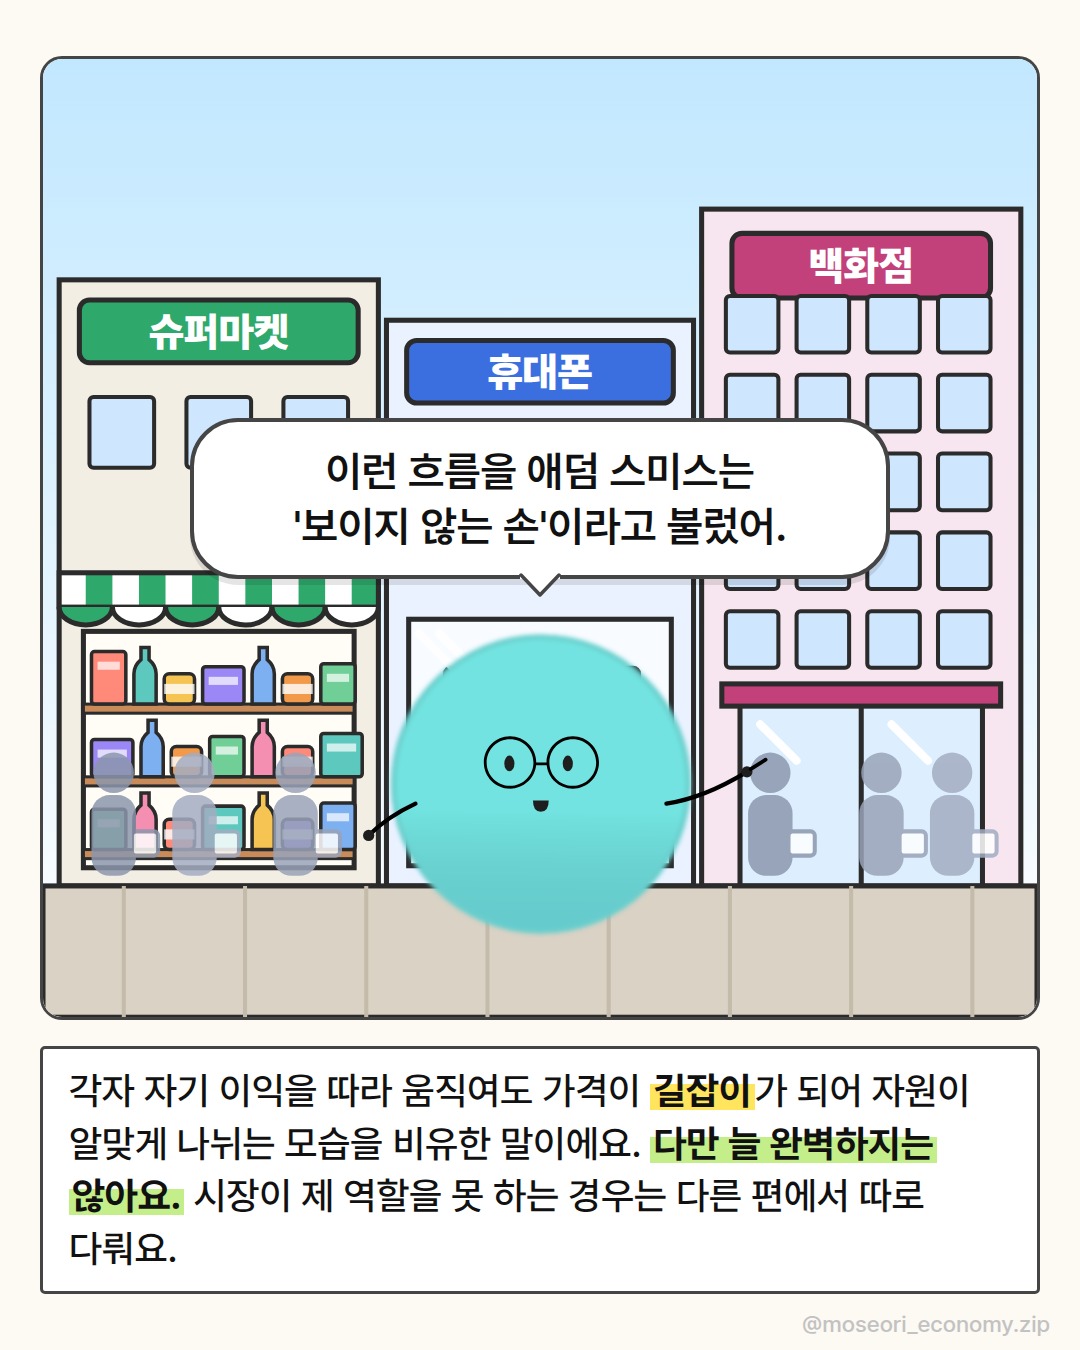 백화점
슈퍼마켓
휴대폰
이런 흐름을 애덤 스미스는
'보이지 않는 손'이라고 불렀어.
각자 자기 이익을 따라 움직여도 가격이 길잡이가 되어 자원이
알맞게 나뉘는 모습을 비유한 말이에요. 다만 늘 완벽하지는
않아요. 시장이 제 역할을 못 하는 경우는 다른 편에서 따로
다뤄요.
@moseori_economy.zip